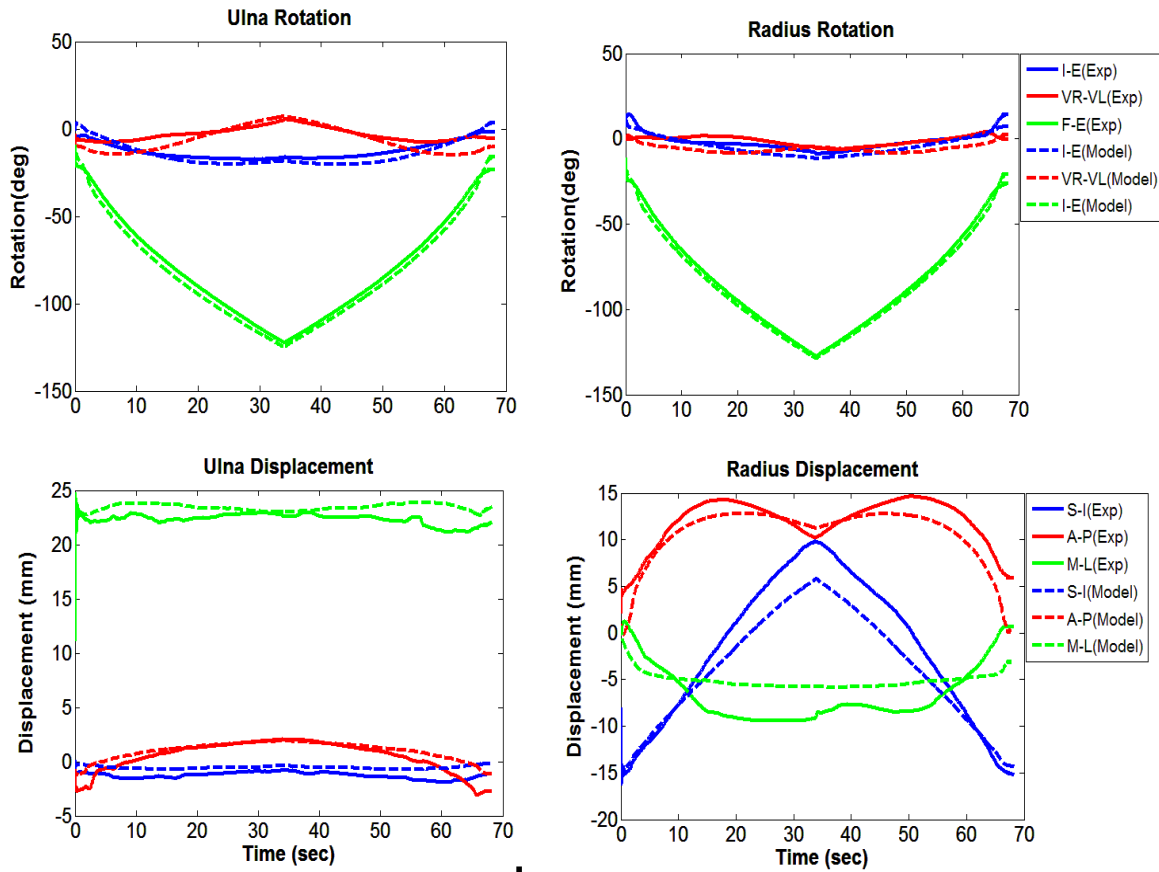 Ulna Rotation
50
0
-50
-100
-150
Rotation(deg)
0 10 20 30 40 50 60 70
Radius Rotation
50
0
-50
-100
-150
Rotation(deg)
0 10 20 30 40 50 60 70
I-E(Exp)
VR-VL(Exp)
F-E(Exp)
I-E(Model)
VR-VL(Model)
I-E(Model)
Ulna Displacement
25
20
15
10
5
0
-5
Displacement (mm)
0 10 20 30 40 50 60 70
Time (sec)
Radius Displacement
15
10
5
0
-5
-10
-15
-20
Displacement (mm)
0 10 20 30 40 50 60 70
Time (sec)
S-I(Exp)
A-P(Exp)
M-L(Exp)
S-I(Model)
A-P(Model)
M-L(Model)